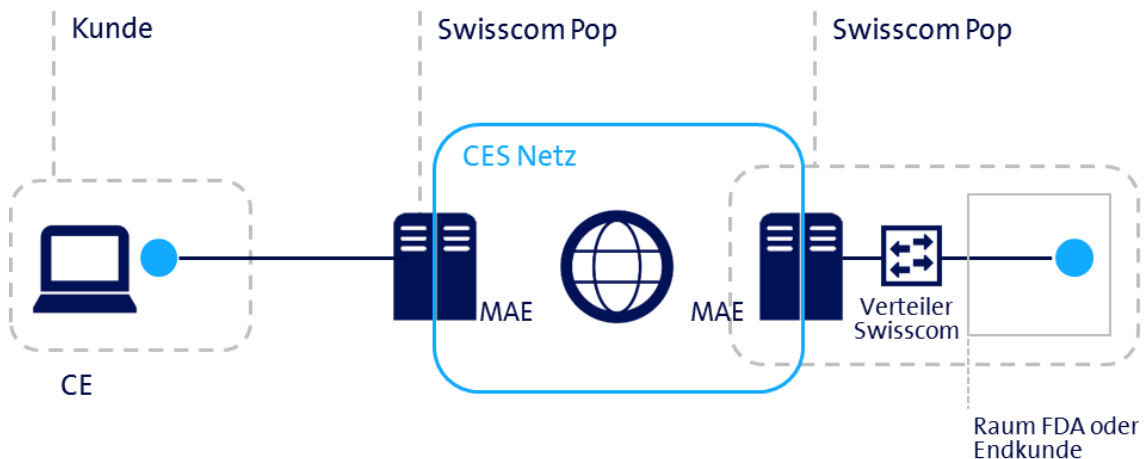 Kunde
Swisscom Pop
Swisscom Pop
CES Netz
MAE
MAE
Verteiler
Swisscom
CE
Raum FDA oder
Endkunde